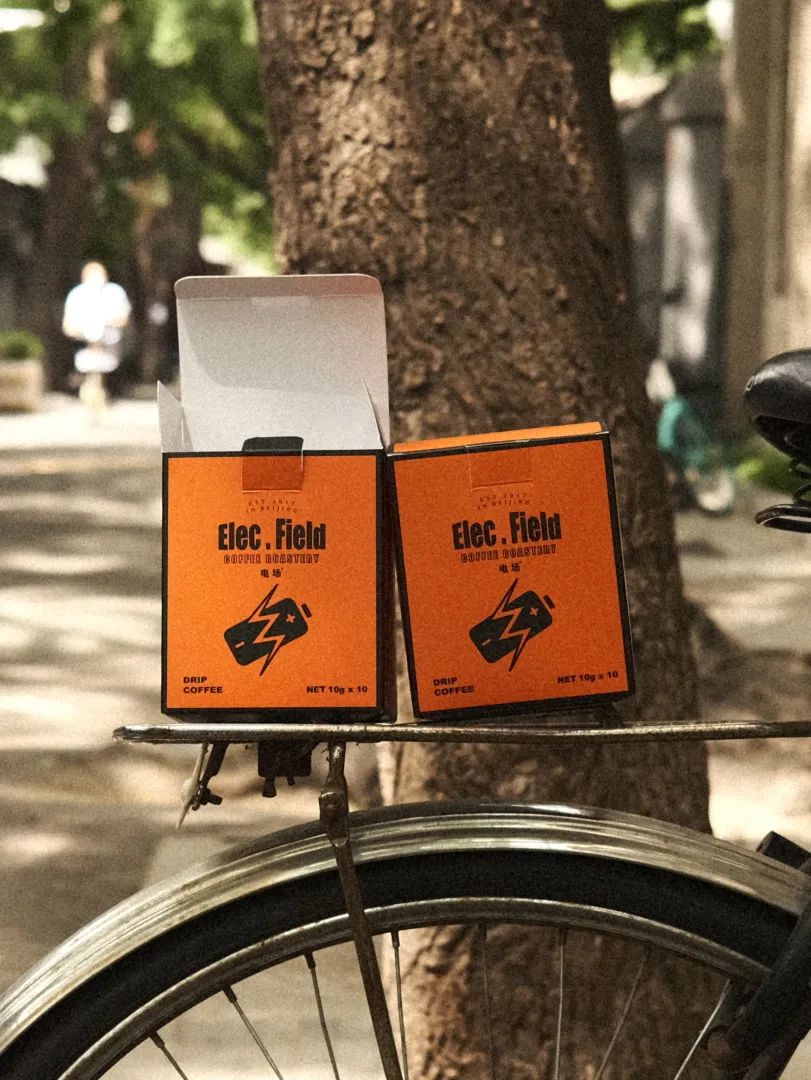 EST. 2017
IN BEIJING
Elec . Field
COFFEE ROASTERY
电场
DRIP
COFFEE
NET 10g x 10
EST. 2017
IN BEIJING
Elec . Field
COFFEE ROASTERY
电场
DRIP
COFFEE
NET 10g x 10